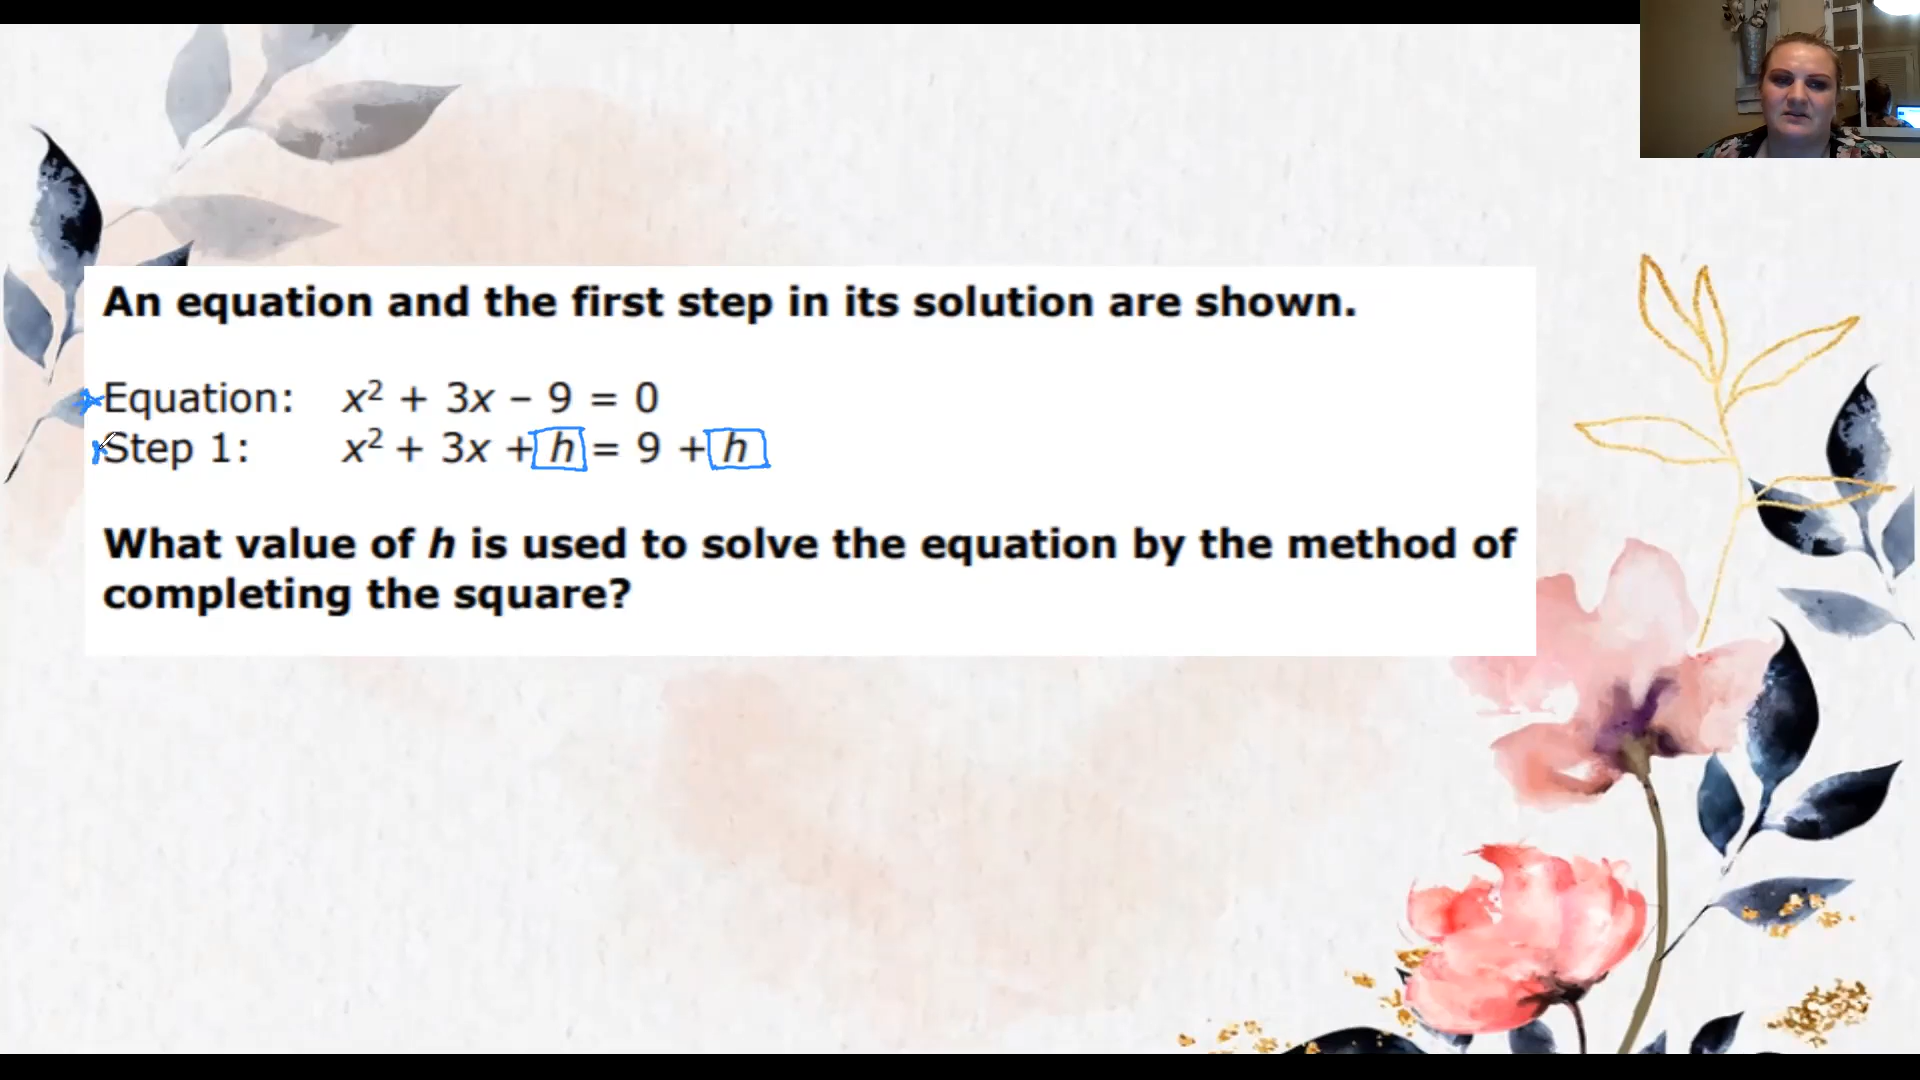 An equation and the first step in its solution are shown.
Equation: x² + 3x – 9 = 0
Step 1: x² + 3x + h = 9 + h
What value of h is used to solve the equation by the method of
completing the square?